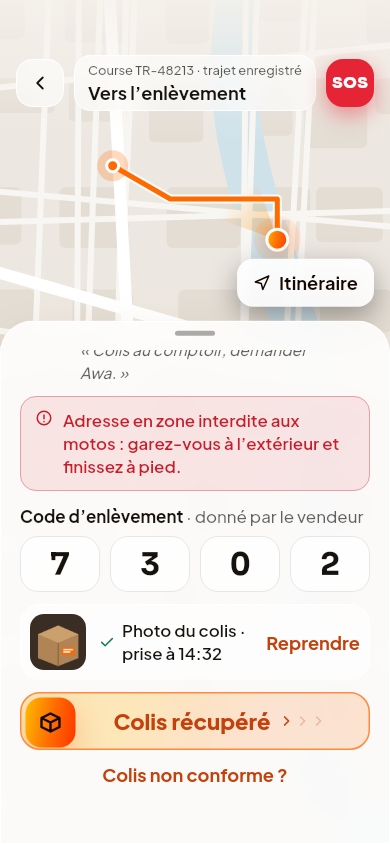 Course TR-48213 · trajet enregistré
Vers l’enlèvement
SOS
Itinéraire
« Colis au comptoir, demander
Awa. »
Adresse en zone interdite aux
motos : garez-vous à l’extérieur et
finissez à pied.
Code d’enlèvement · donné par le vendeur
7 3 0 2
Photo du colis ·
prise à 14:32
Reprendre
Colis récupéré
Colis non conforme ?